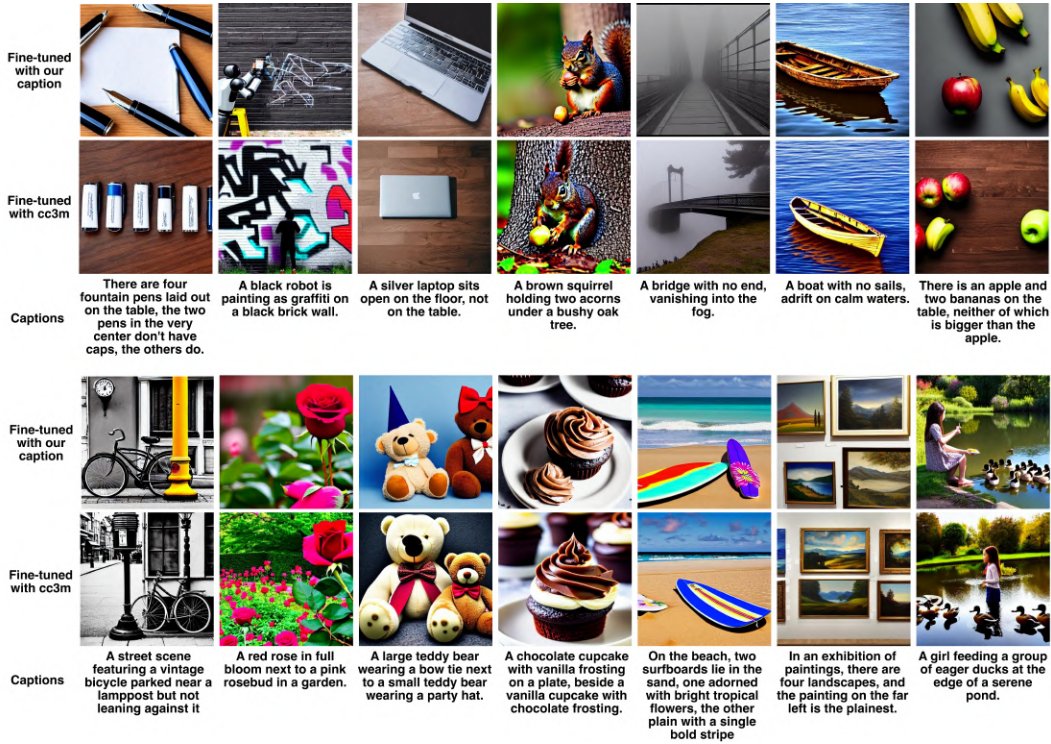 Fine-tuned
with our
caption
Fine-tuned
with cc3m
Captions
There are four
fountain pens laid out
on the table, the two
pens in the very
center don't have
caps, the others do.
A black robot is
painting as graffiti on
a black brick wall.
A silver laptop sits
open on the floor, not
on the table.
A brown squirrel
holding two acorns
under a bushy oak
tree.
A bridge with no end,
vanishing into the
fog.
A boat with no sails,
adrift on calm waters.
There is an apple and
two bananas on the
table, neither of which
is bigger than the
apple.
Fine-tuned
with our
caption
Fine-tuned
with cc3m
Captions
A street scene
featuring a vintage
bicycle parked near a
lamppost but not
leaning against it
A red rose in full
bloom next to a pink
rosebud in a garden.
A large teddy bear
wearing a bow tie next
to a small teddy bear
wearing a party hat.
A chocolate cupcake
with vanilla frosting
on a plate, beside a
vanilla cupcake with
chocolate frosting.
On the beach, two
surfboards lie in the
sand, one adorned
with bright tropical
flowers, the other
plain with a single
bold stripe
In an exhibition of
paintings, there are
four landscapes, and
the painting on the far
left is the plainest.
A girl feeding a group
of eager ducks at the
edge of a serene
pond.